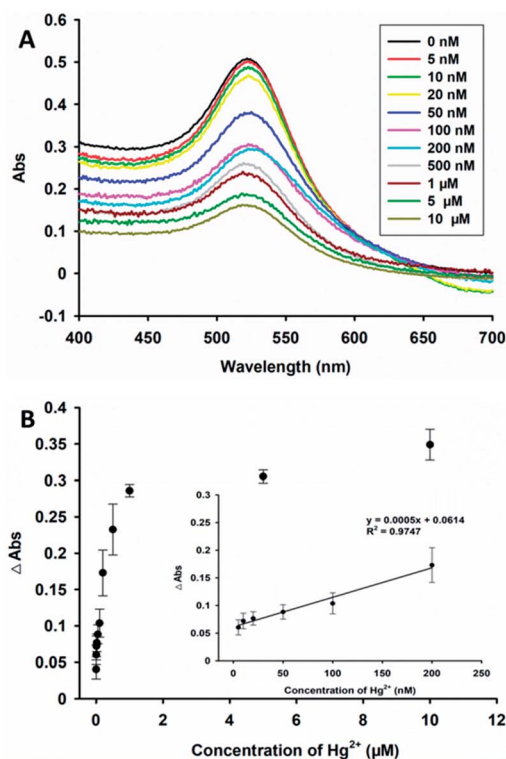 A
0.6
0.5
0.4
0.3
0.2
0.1
0
-0.1
Abs
400 450 500 550 600 650 700
Wavelength (nm)
0 nM
5 nM
10 nM
20 nM
50 nM
100 nM
200 nM
500 nM
1 µM
5 µM
10 µM
B
0.4
0.35
0.3
0.25
0.2
0.15
0.1
0.05
0
△ Abs
0 2 4 6 8 10 12
Concentration of Hg²⁺ (µM)
0.3
0.25
0.2
0.15
0.1
0.05
0
△ Abs
y = 0.0005x + 0.0614
R² = 0.9747
0 50 100 150 200 250
Concentration of Hg²⁺ (nM)